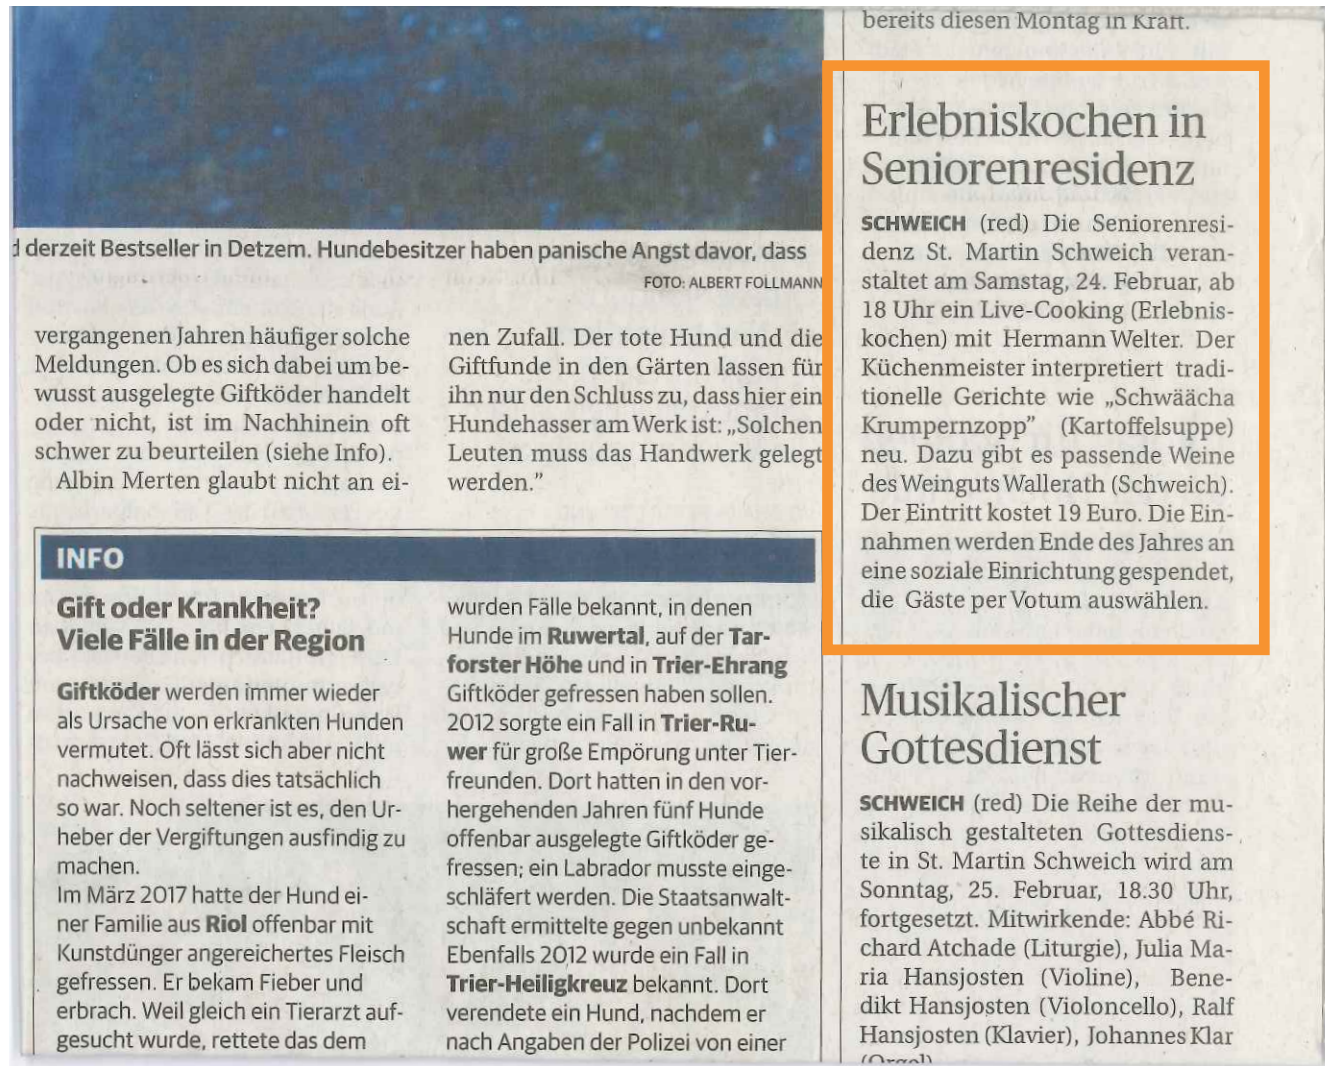 derzeit Bestseller in Detzem. Hundebesitzer haben panische Angst davor, dass
FOTO: ALBERT FOLLMANN
vergangenen Jahren häufiger solche
Meldungen. Ob es sich dabei um be-
wusst ausgelegte Giftköder handelt
oder nicht, ist im Nachhinein oft
schwer zu beurteilen (siehe Info).
Albin Merten glaubt nicht an ei-
nen Zufall. Der tote Hund und die
Giftfunde in den Gärten lassen für
ihn nur den Schluss zu, dass hier ein
Hundehasser am Werk ist: „Solchen
Leuten muss das Handwerk gelegt
werden.”
INFO
Gift oder Krankheit?
Viele Fälle in der Region
Giftköder werden immer wieder
als Ursache von erkrankten Hunden
vermutet. Oft lässt sich aber nicht
nachweisen, dass dies tatsächlich
so war. Noch seltener ist es, den Ur-
heber der Vergiftungen ausfindig zu
machen.
Im März 2017 hatte der Hund ei-
ner Familie aus Riol offenbar mit
Kunstdünger angereichertes Fleisch
gefressen. Er bekam Fieber und
erbrach. Weil gleich ein Tierarzt auf-
gesucht wurde, rettete das dem
wurden Fälle bekannt, in denen
Hunde im Ruwertal, auf der Tar-
forster Höhe und in Trier-Ehrang
Giftköder gefressen haben sollen.
2012 sorgte ein Fall in Trier-Ru-
wer für große Empörung unter Tier-
freunden. Dort hatten in den vor-
hergehenden Jahren fünf Hunde
offenbar ausgelegte Giftköder ge-
fressen; ein Labrador musste einge-
schläfert werden. Die Staatsanwalt-
schaft ermittelte gegen unbekannt
Ebenfalls 2012 wurde ein Fall in
Trier-Heiligkreuz bekannt. Dort
verendete ein Hund, nachdem er
nach Angaben der Polizei von einer
bereits diesen Montag in Kraft.
Erlebniskochen in
Seniorenresidenz
SCHWEICH (red) Die Seniorenresi-
denz St. Martin Schweich veran-
staltet am Samstag, 24. Februar, ab
18 Uhr ein Live-Cooking (Erlebnis-
kochen) mit Hermann Welter. Der
Küchenmeister interpretiert tradi-
tionelle Gerichte wie „Schwäächa
Krumpernzopp” (Kartoffelsuppe)
neu. Dazu gibt es passende Weine
des Weinguts Wallerath (Schweich).
Der Eintritt kostet 19 Euro. Die Ein-
nahmen werden Ende des Jahres an
eine soziale Einrichtung gespendet,
die Gäste per Votum auswählen.
Musikalischer
Gottesdienst
SCHWEICH (red) Die Reihe der mu-
sikalisch gestalteten Gottesdiens-
te in St. Martin Schweich wird am
Sonntag, 25. Februar, 18.30 Uhr,
fortgesetzt. Mitwirkende: Abbé Ri-
chard Atchade (Liturgie), Julia Ma-
ria Hansjosten (Violine), Bene-
dikt Hansjosten (Violoncello), Ralf
Hansjosten (Klavier), Johannes Klar
(Orgel)